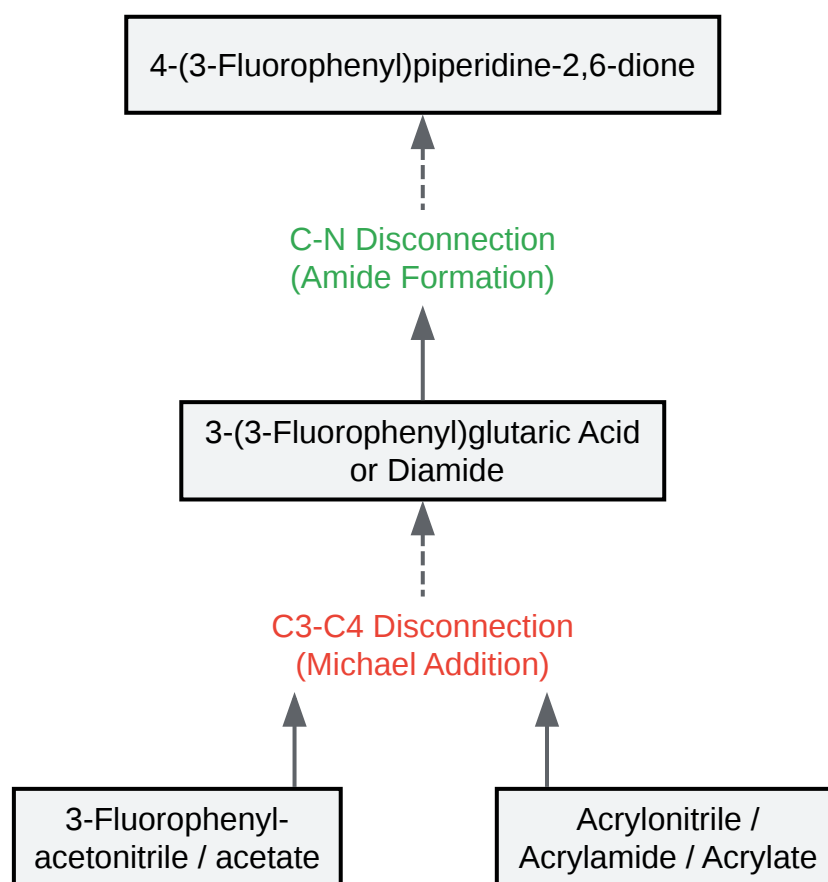 4-(3-Fluorophenyl)piperidine-2,6-dione
C-N Disconnection
(Amide Formation)
3-(3-Fluorophenyl)glutaric Acid
or Diamide
C3-C4 Disconnection
(Michael Addition)
3-Fluorophenyl-
acetonitrile / acetate
Acrylonitrile /
Acrylamide / Acrylate